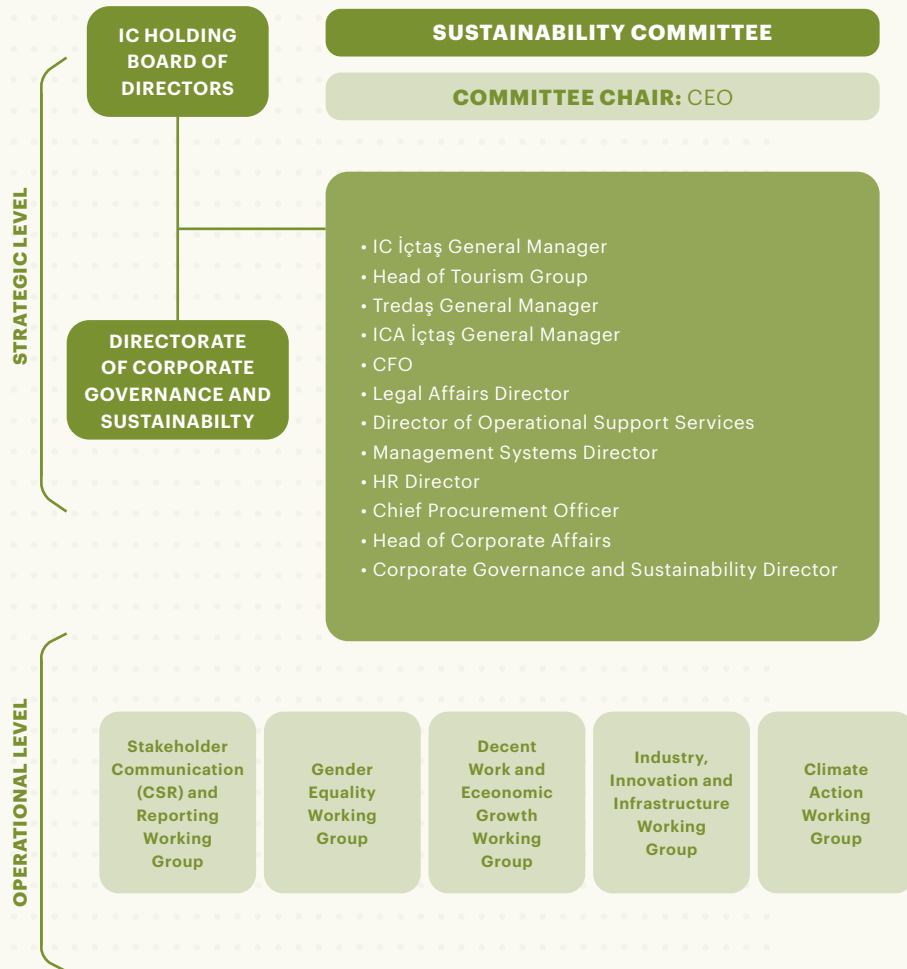 STRATEGIC LEVEL
IC HOLDING
BOARD OF
DIRECTORS
DIRECTORATE
OF CORPORATE
GOVERNANCE AND
SUSTAINABILTY
SUSTAINABILITY COMMITTEE
COMMITTEE CHAIR: CEO
• IC İçtaş General Manager
• Head of Tourism Group
• Tredaş General Manager
• ICA İçtaş General Manager
• CFO
• Legal Affairs Director
• Director of Operational Support Services
• Management Systems Director
• HR Director
• Chief Procurement Officer
• Head of Corporate Affairs
• Corporate Governance and Sustainability Director
OPERATIONAL LEVEL
Stakeholder
Communication
(CSR) and
Reporting
Working
Group
Gender
Equality
Working
Group
Decent
Work and
Eceonomic
Growth
Working
Group
Industry,
Innovation and
Infrastructure
Working
Group
Climate
Action
Working
Group